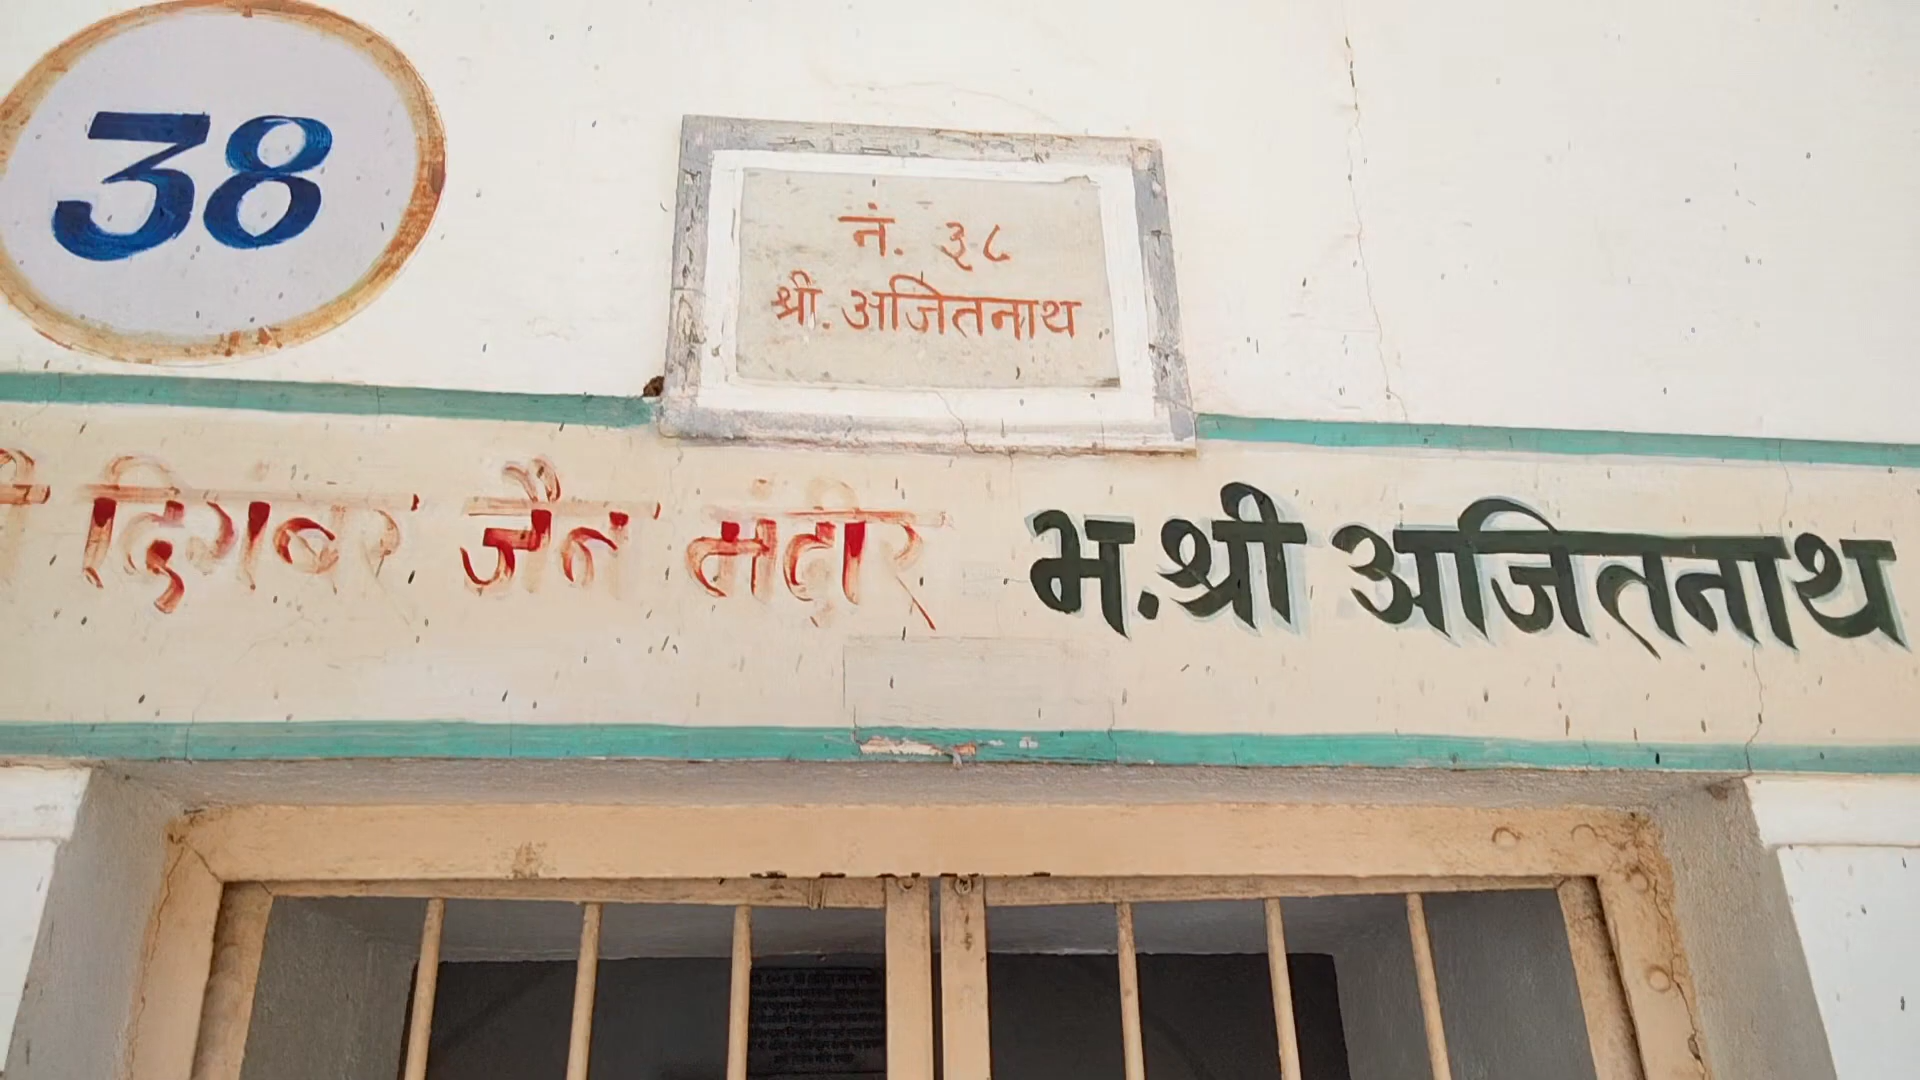 38
नं. ३८
श्री. अजितनाथ
दिगंबर जैन मंदीर भ. श्री अजितनाथ